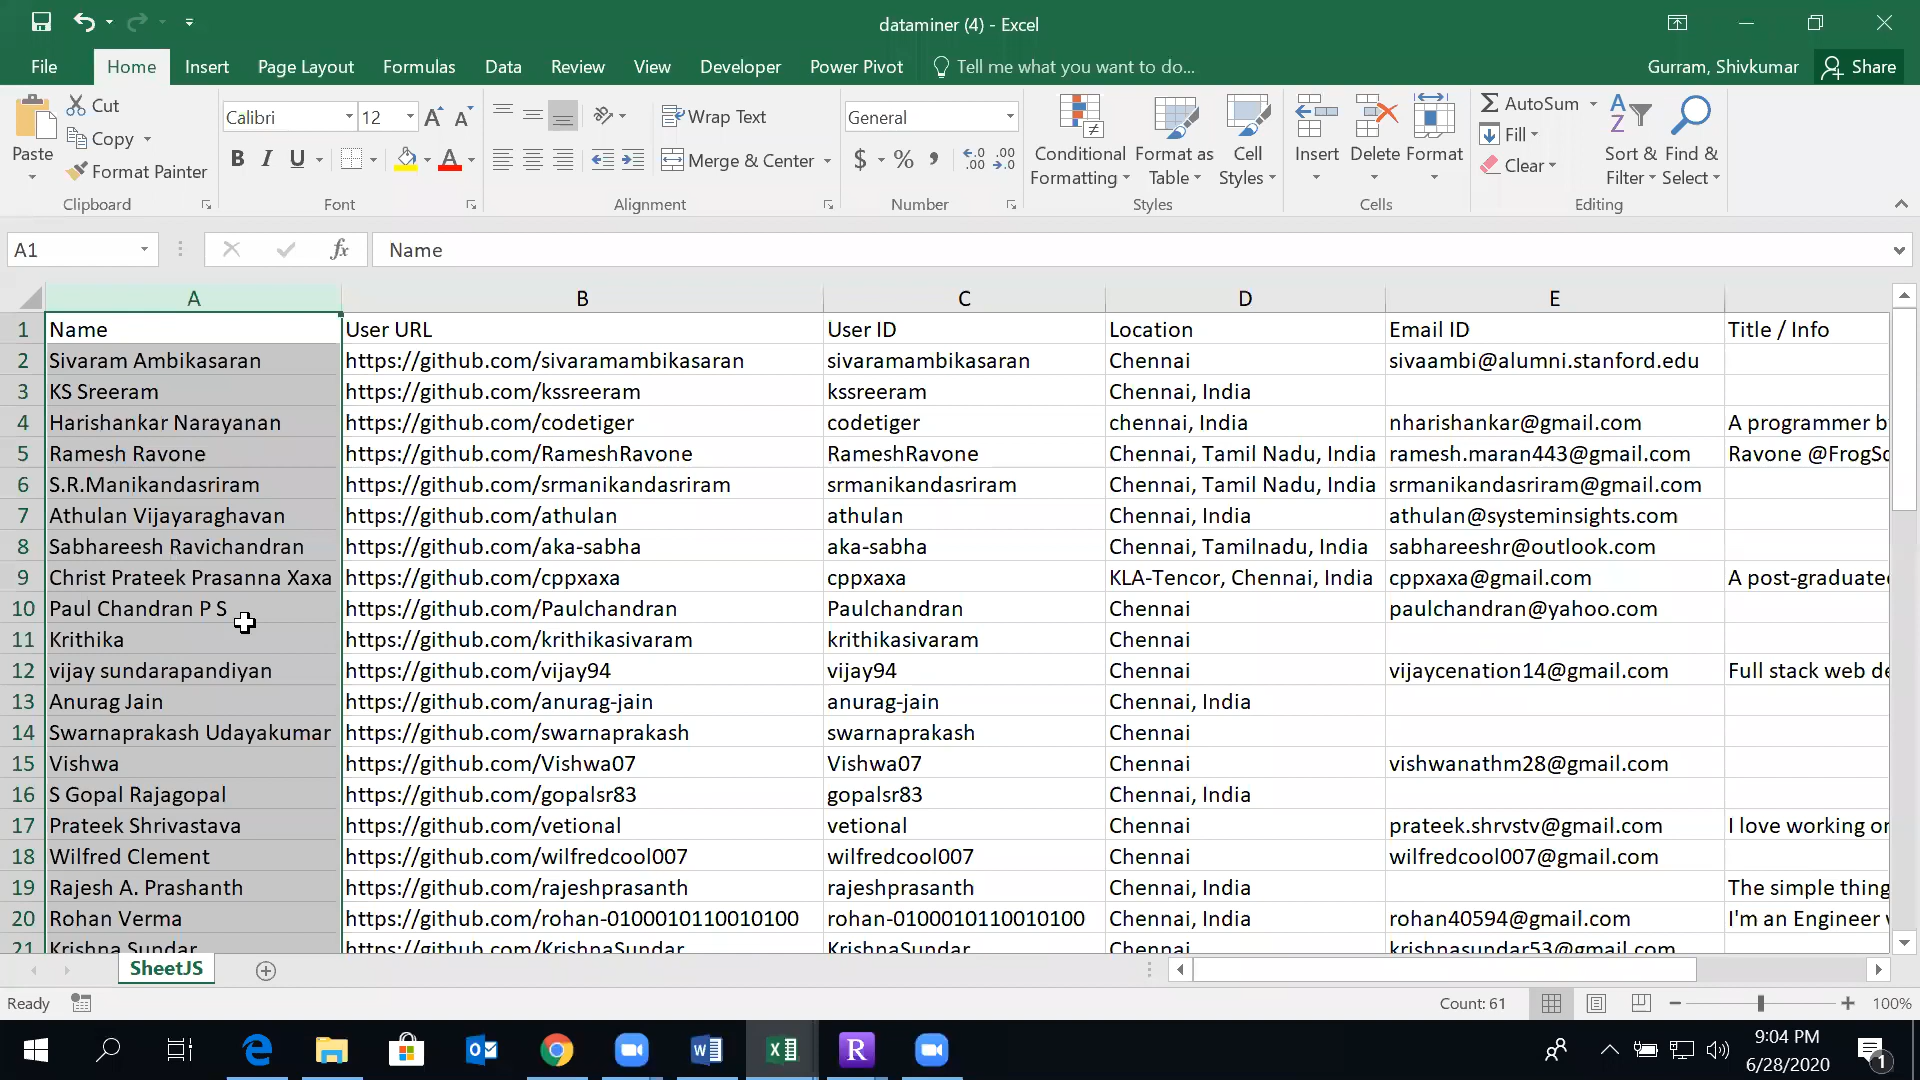 dataminer (4) - Excel
File Home Insert Page Layout Formulas Data Review View Developer Power Pivot Tell me what you want to do... Gurram, Shivkumar Share
Paste Cut Copy Format Painter Clipboard
Calibri 12 A A B I U A Font
Wrap Text Merge & Center Alignment
General $ % , .00 .00 Number
Conditional Formatting Format as Table Cell Styles Styles
Insert Delete Format Cells
AutoSum Fill Clear Sort & Filter Find & Select Editing
A1 fx Name
A B C D E
1 Name User URL User ID Location Email ID Title / Info
2 Sivaram Ambikasaran https://github.com/sivaramambikasaran sivaramambikasaran Chennai sivaambi@alumni.stanford.edu
3 KS Sreeram https://github.com/kssreeram kssreeram Chennai, India
4 Harishankar Narayanan https://github.com/codetiger codetiger chennai, India nharishankar@gmail.com A programmer b
5 Ramesh Ravone https://github.com/RameshRavone RameshRavone Chennai, Tamil Nadu, India ramesh.maran443@gmail.com Ravone @FrogSc
6 S.R.Manikandasriram https://github.com/srmanikandasriram srmanikandasriram Chennai, Tamil Nadu, India srmanikandasriram@gmail.com
7 Athulan Vijayaraghavan https://github.com/athulan athulan Chennai, India athulan@systeminsights.com
8 Sabhareesh Ravichandran https://github.com/aka-sabha aka-sabha Chennai, Tamilnadu, India sabhareeshr@outlook.com
9 Christ Prateek Prasanna Xaxa https://github.com/cppxaxa cppxaxa KLA-Tencor, Chennai, India cppxaxa@gmail.com A post-graduate
10 Paul Chandran P S https://github.com/Paulchandran Paulchandran Chennai paulchandran@yahoo.com
11 Krithika https://github.com/krithikasivaram krithikasivaram Chennai
12 vijay sundarapandiyan https://github.com/vijay94 vijay94 Chennai vijaycenation14@gmail.com Full stack web de
13 Anurag Jain https://github.com/anurag-jain anurag-jain Chennai, India
14 Swarnaprakash Udayakumar https://github.com/swarnaprakash swarnaprakash Chennai
15 Vishwa https://github.com/Vishwa07 Vishwa07 Chennai vishwanathm28@gmail.com
16 S Gopal Rajagopal https://github.com/gopalsr83 gopalsr83 Chennai, India
17 Prateek Shrivastava https://github.com/vetional vetional Chennai prateek.shrvstv@gmail.com I love working or
18 Wilfred Clement https://github.com/wilfredcool007 wilfredcool007 Chennai wilfredcool007@gmail.com
19 Rajesh A. Prashanth https://github.com/rajeshprasanth rajeshprasanth Chennai, India The simple thing
20 Rohan Verma https://github.com/rohan-0100010110010100 rohan-0100010110010100 Chennai, India rohan40594@gmail.com I'm an Engineer
21 Krishna Sundar https://github.com/KrishnaSundar KrishnaSundar Chennai krishnasundar53@gmail.com
SheetJS
Ready Count: 61 100%
9:04 PM
6/28/2020
1